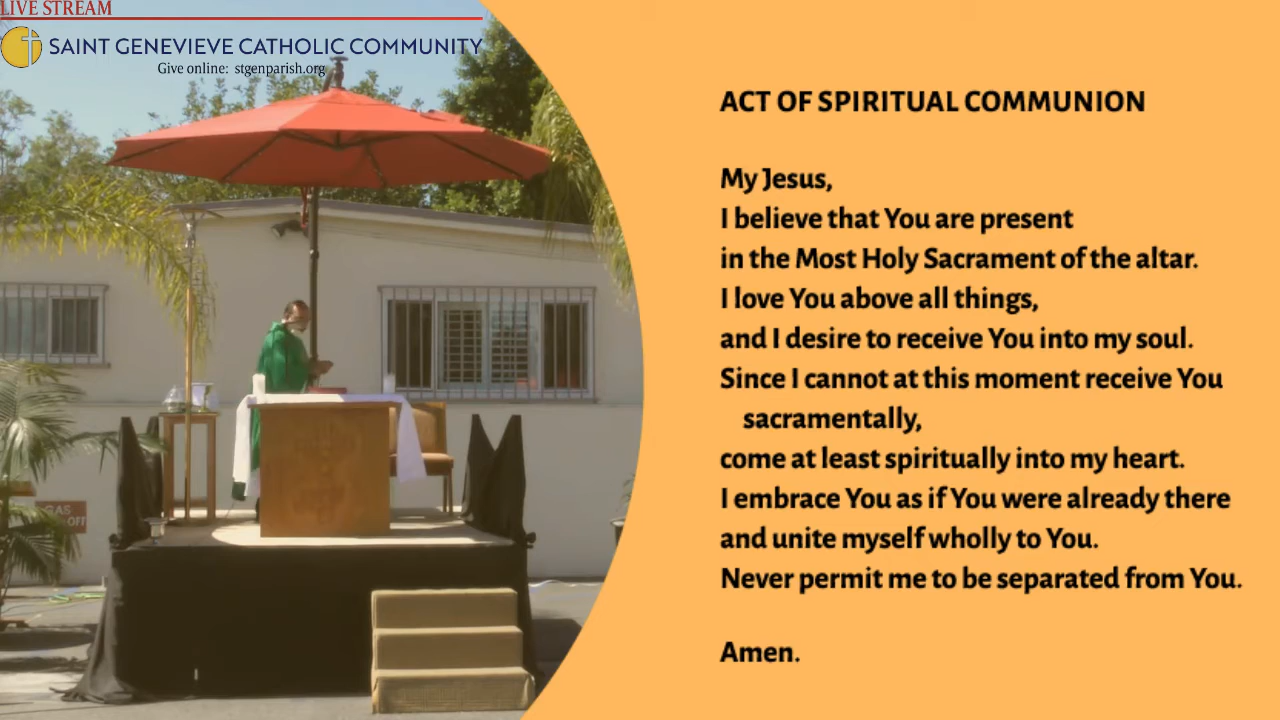 LIVE STREAM
SAINT GENEVIEVE CATHOLIC COMMUNITY
Give online: stgenparish.org
ACT OF SPIRITUAL COMMUNION
My Jesus,
I believe that You are present
in the Most Holy Sacrament of the altar.
I love You above all things,
and I desire to receive You into my soul.
Since I cannot at this moment receive You
sacramentally,
come at least spiritually into my heart.
I embrace You as if You were already there
and unite myself wholly to You.
Never permit me to be separated from You.
Amen.
GAS
OFF